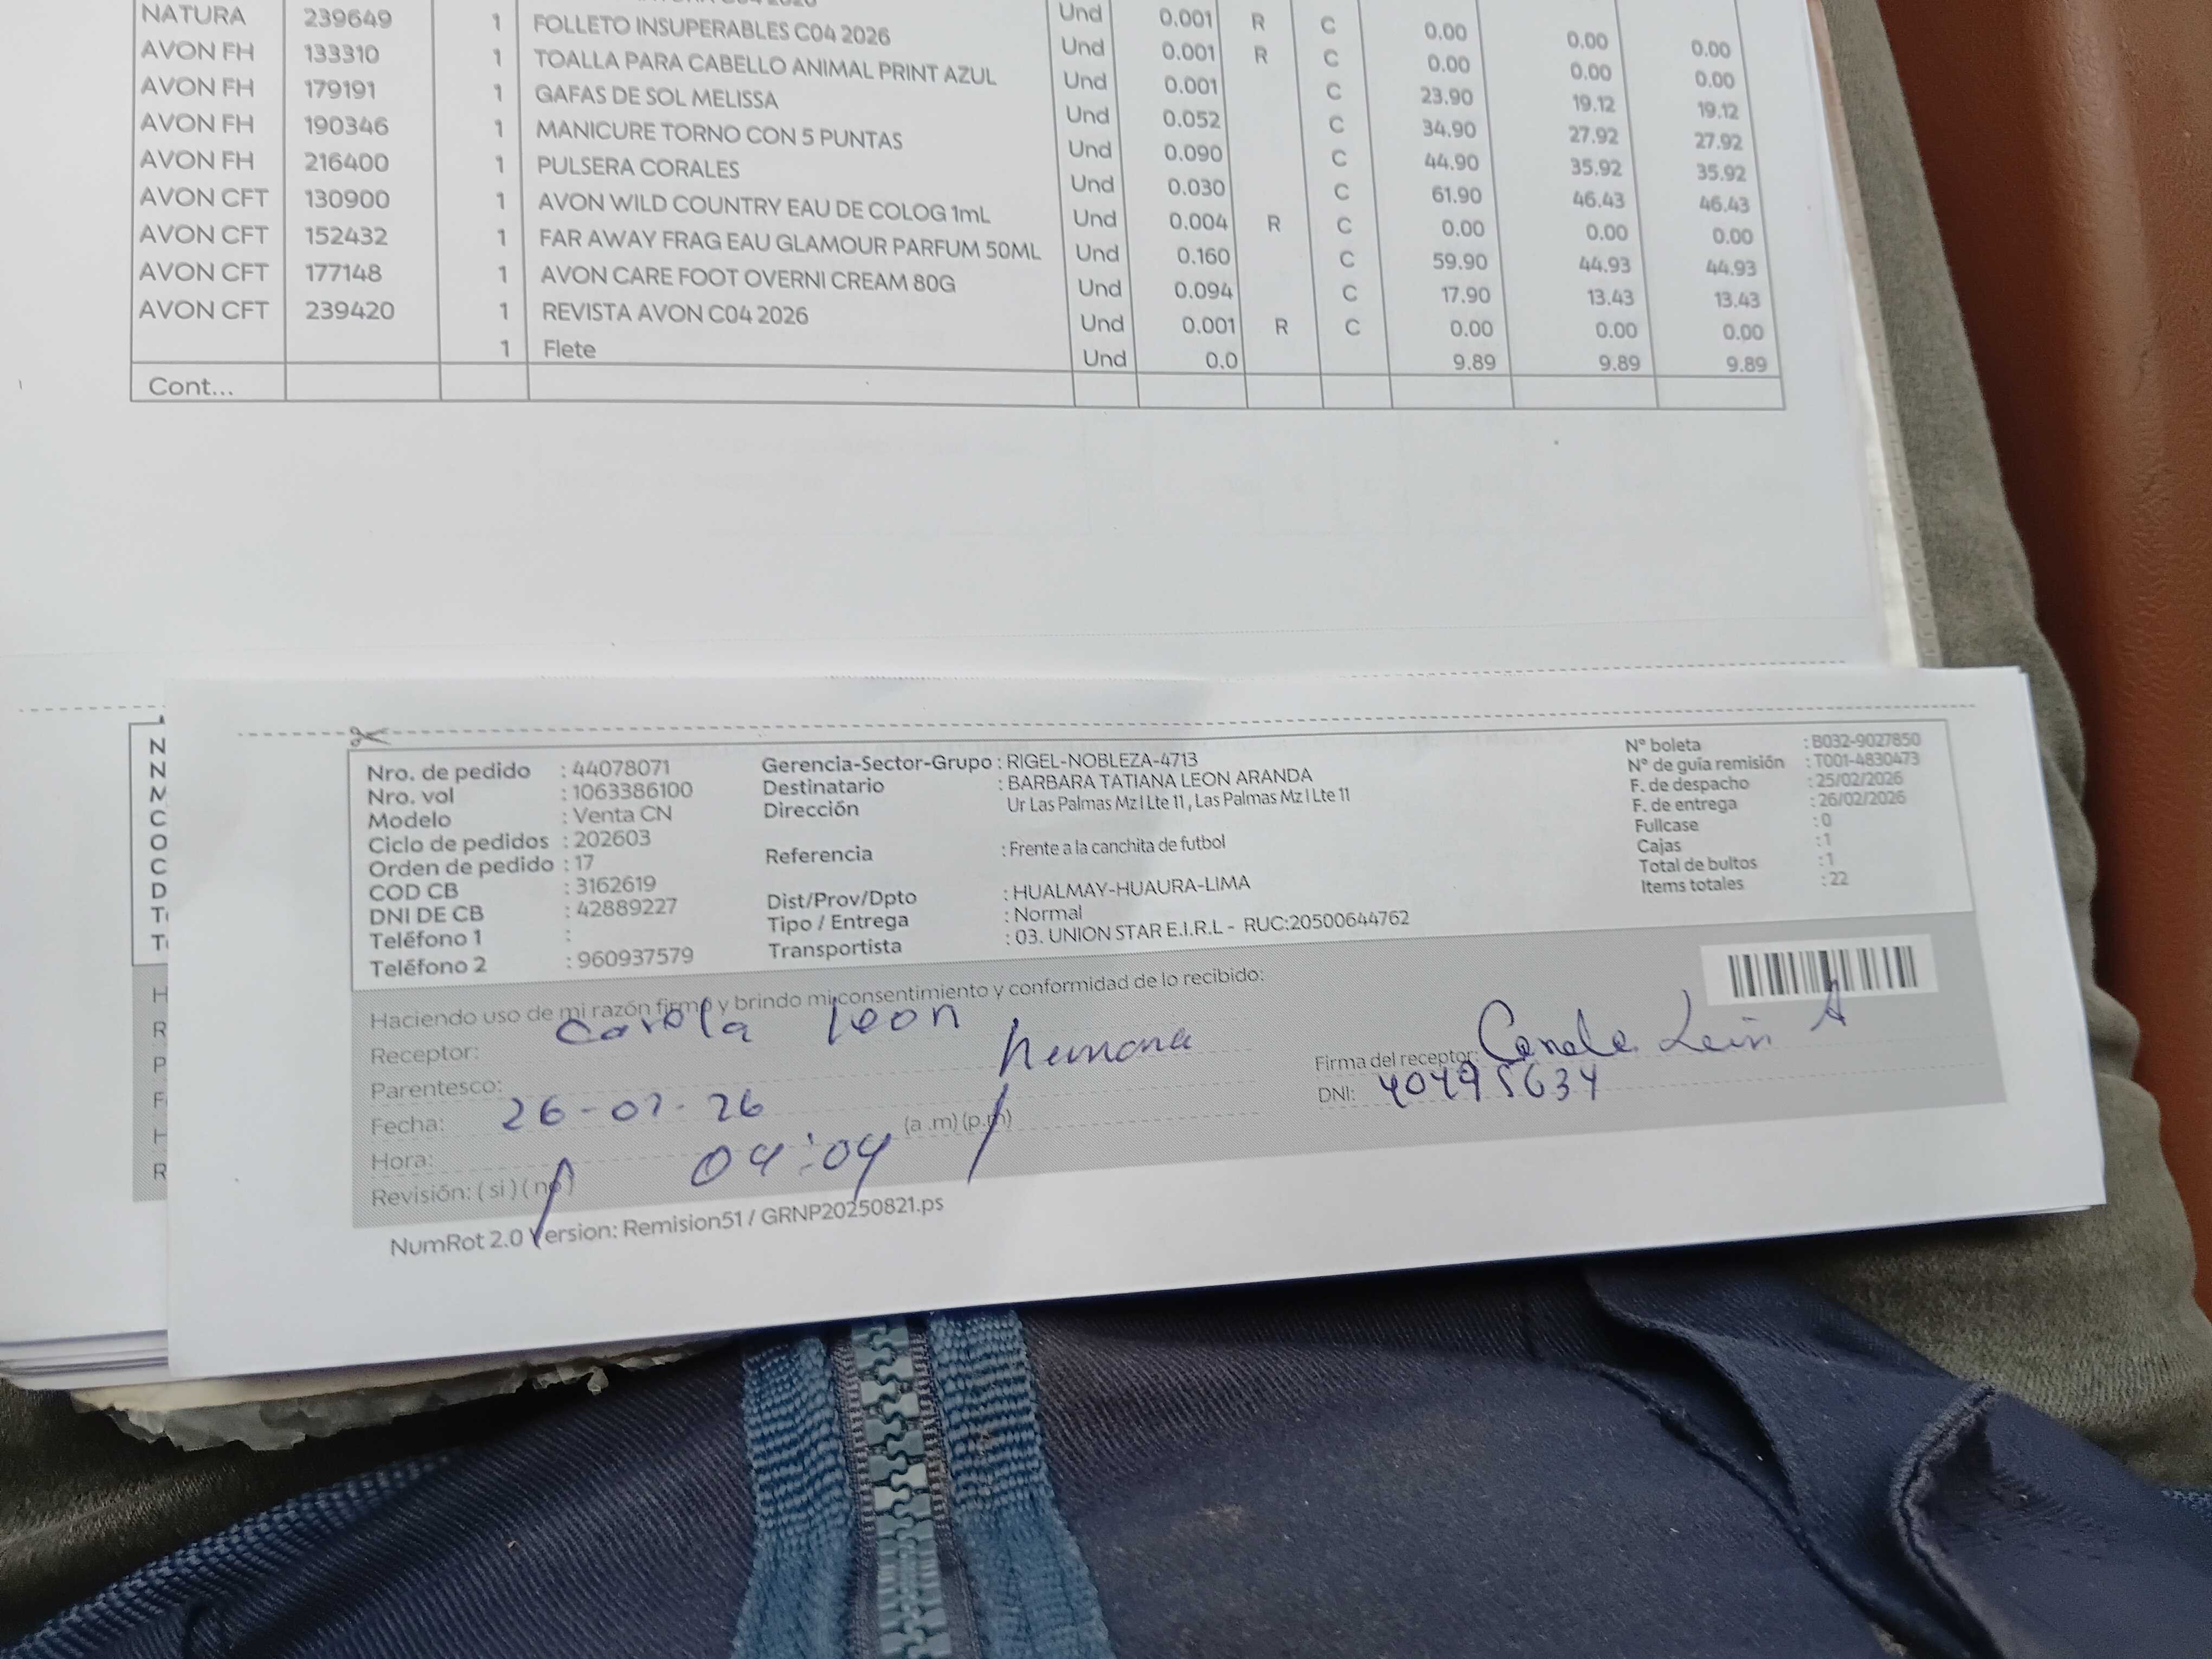 NATURA 239649 1 FOLLETO INSUPERABLES C04 2026 Und 0.001 R C 0.00 0.00 0.00
AVON FH 133310 1 TOALLA PARA CABELLO ANIMAL PRINT AZUL Und 0.001 R C 0.00 0.00 0.00
AVON FH 179191 1 GAFAS DE SOL MELISSA Und 0.001 C 23.90 19.12 19.12
AVON FH 190346 1 MANICURE TORNO CON 5 PUNTAS Und 0.052 C 34.90 27.92 27.92
AVON FH 216400 1 PULSERA CORALES Und 0.090 C 44.90 35.92 35.92
AVON CFT 130900 1 AVON WILD COUNTRY EAU DE COLOG 1mL Und 0.030 C 61.90 46.43 46.43
AVON CFT 152432 1 FAR AWAY FRAG EAU GLAMOUR PARFUM 50ML Und 0.004 R C 0.00 0.00 0.00
AVON CFT 177148 1 AVON CARE FOOT OVERNI CREAM 80G Und 0.160 C 59.90 44.93 44.93
AVON CFT 239420 1 REVISTA AVON C04 2026 Und 0.094 C 17.90 13.43 13.43
1 Flete Und 0.001 R C 0.00 0.00 0.00
Und 0.0 9.89 9.89 9.89
Cont...
Nro. de pedido : 44078071
Nro. vol : 1063386100
Modelo : Venta CN
Ciclo de pedidos : 202603
Orden de pedido : 17
COD CB : 3162619
DNI DE CB : 42889227
Teléfono 1 :
Teléfono 2 : 960937579
Gerencia-Sector-Grupo : RIGEL-NOBLEZA-4713
Destinatario : BARBARA TATIANA LEON ARANDA
Dirección Ur Las Palmas Mz I Lte 11 , Las Palmas Mz I Lte 11
Referencia : Frente a la canchita de futbol
Dist/Prov/Dpto : HUALMAY-HUAURA-LIMA
Tipo / Entrega : Normal
Transportista : 03. UNION STAR E.I.R.L - RUC:20500644762
N° boleta : B032-9027850
N° de guía remisión : T001-4830473
F. de despacho : 25/02/2026
F. de entrega : 26/02/2026
Fullcase : 0
Cajas : 1
Total de bultos : 1
Items totales : 22
Haciendo uso de mi razón firmo y brindo mi consentimiento y conformidad de lo recibido:
Receptor: Carola Leon
Parentesco: hermana
Fecha: 26-02-26
Hora: 04:04 (a .m) (p.m)
Revisión: ( si ) ( no )
Firma del receptor: León A
DNI: 40495634
NumRot 2.0 Version: Remision51 / GRNP20250821.ps